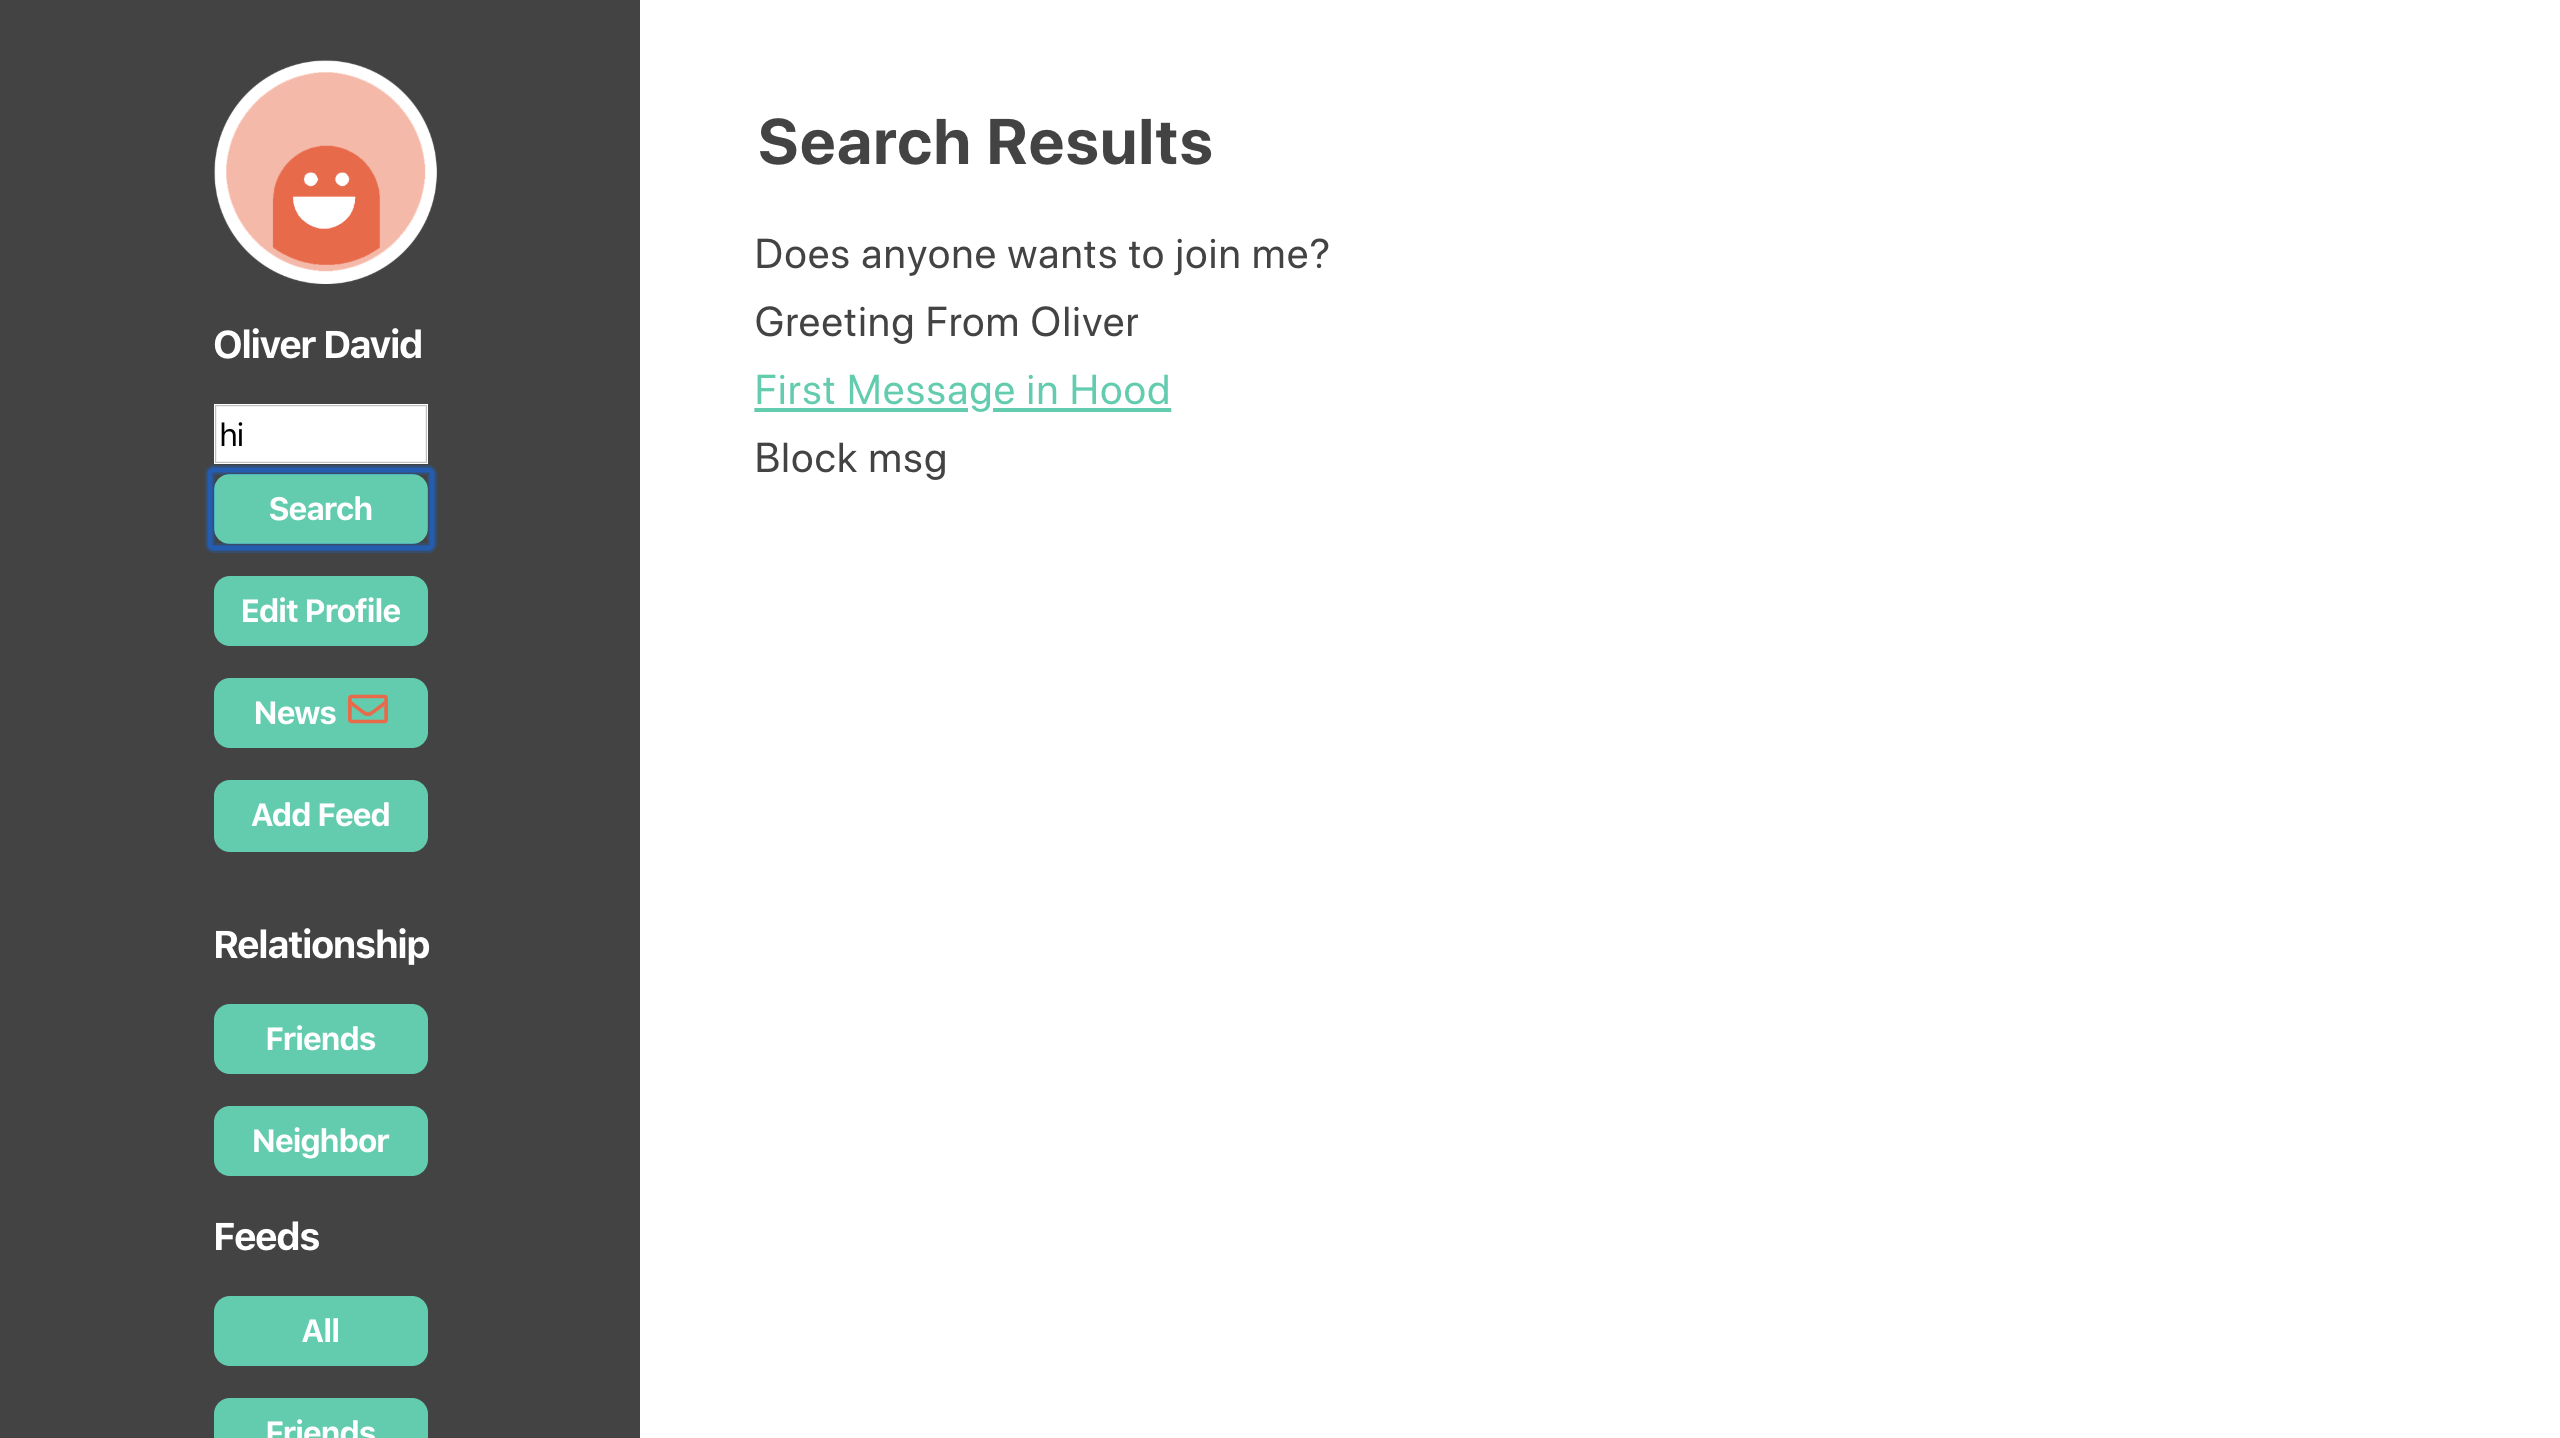 Oliver David
hi
Search
Edit Profile
News
Add Feed
Relationship
Friends
Neighbor
Feeds
All
Friends
Search Results
Does anyone wants to join me?
Greeting From Oliver
First Message in Hood
Block msg